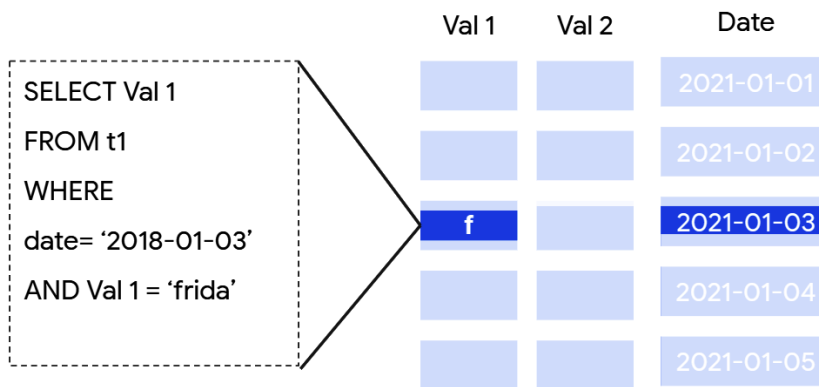 Val 1 Val 2 Date
SELECT Val 1
FROM t1
WHERE
date= ‘2018-01-03’
AND Val 1 = ‘frida’
2021-01-01
2021-01-02
f 2021-01-03
2021-01-04
2021-01-05